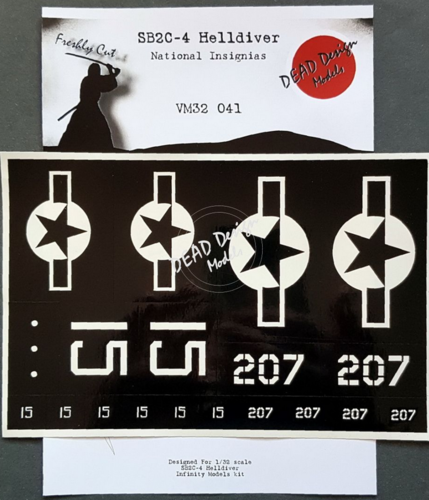 SB2C-4 Helldiver
Freshly Cut
National Insignias
DEAD Design
Models
VM32 041
DEAD Design
Models
15 15
207 207
15 15 15 15 15 15 207 207 207 207
Designed For 1/32 scale
SB2C-4 Helldiver
Infinity Models kit